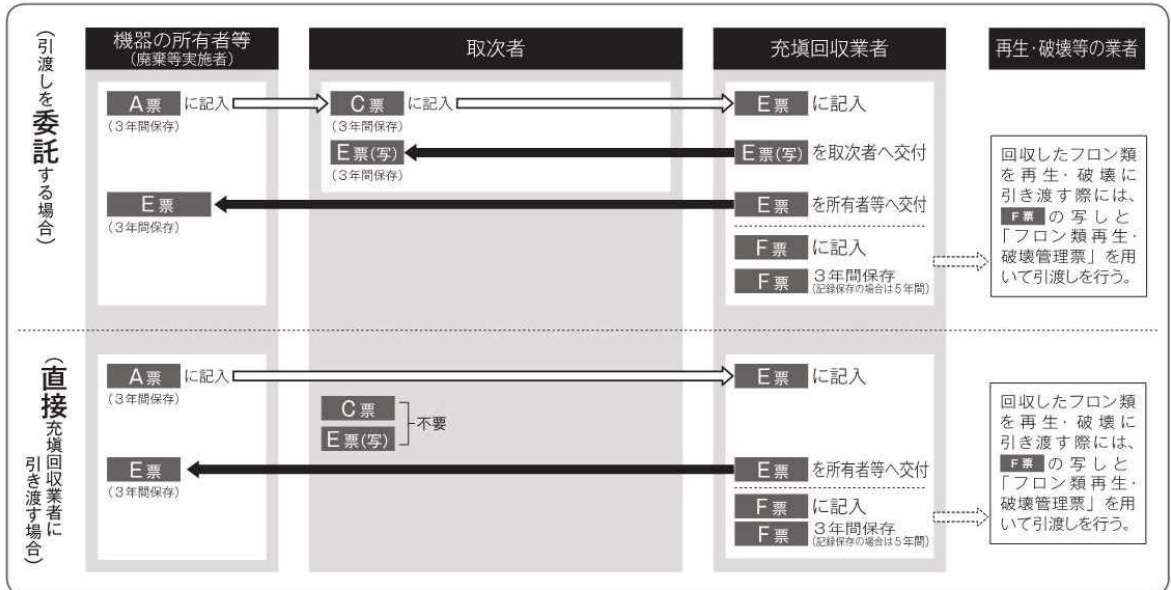 機器の所有者等
(廃棄等実施者)
取次者
充塡回収業者
再生・破壊等の業者
(引渡しを委託する場合)
A票 に記入
(3年間保存)
C票 に記入
(3年間保存)
E票 に記入
E票(写)
(3年間保存)
E票(写) を取次者へ交付
E票
(3年間保存)
E票 を所有者等へ交付
F票 に記入
F票 3年間保存
(記録保存の場合は5年間)
回収したフロン類
を再生・破壊に
引き渡す際には、
F票 の写しと
「フロン類再生・
破壊管理票」を用
いて引渡しを行う。
(直接充塡回収業者に
引き渡す場合)
A票 に記入
(3年間保存)
E票 に記入
C票
E票(写)
不要
E票
(3年間保存)
E票 を所有者等へ交付
F票 に記入
F票 3年間保存
(記録保存の場合は5年間)
回収したフロン類
を再生・破壊に
引き渡す際には、
F票 の写しと
「フロン類再生・
破壊管理票」を用
いて引渡しを行う。